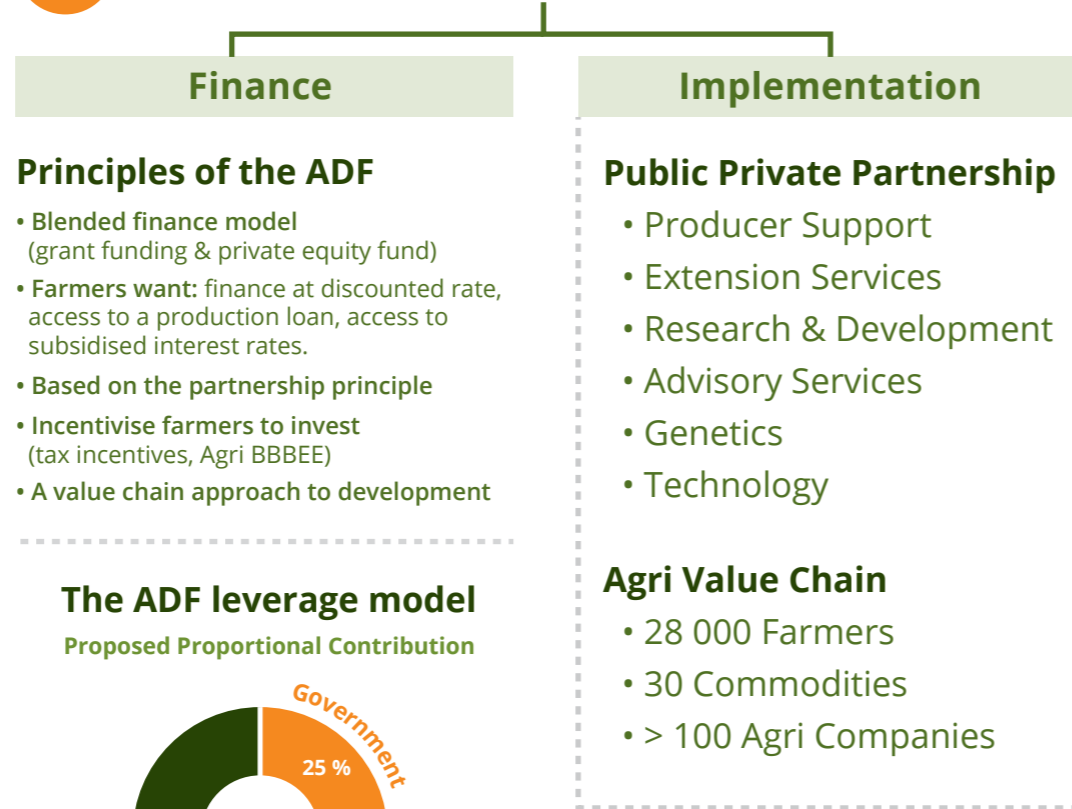 Finance
Principles of the ADF
• Blended finance model
(grant funding & private equity fund)
• Farmers want: finance at discounted rate,
access to a production loan, access to
subsidised interest rates.
• Based on the partnership principle
• Incentivise farmers to invest
(tax incentives, Agri BBBEE)
• A value chain approach to development
The ADF leverage model
Proposed Proportional Contribution
Government
25 %
Implementation
Public Private Partnership
• Producer Support
• Extension Services
• Research & Development
• Advisory Services
• Genetics
• Technology
Agri Value Chain
• 28 000 Farmers
• 30 Commodities
• > 100 Agri Companies